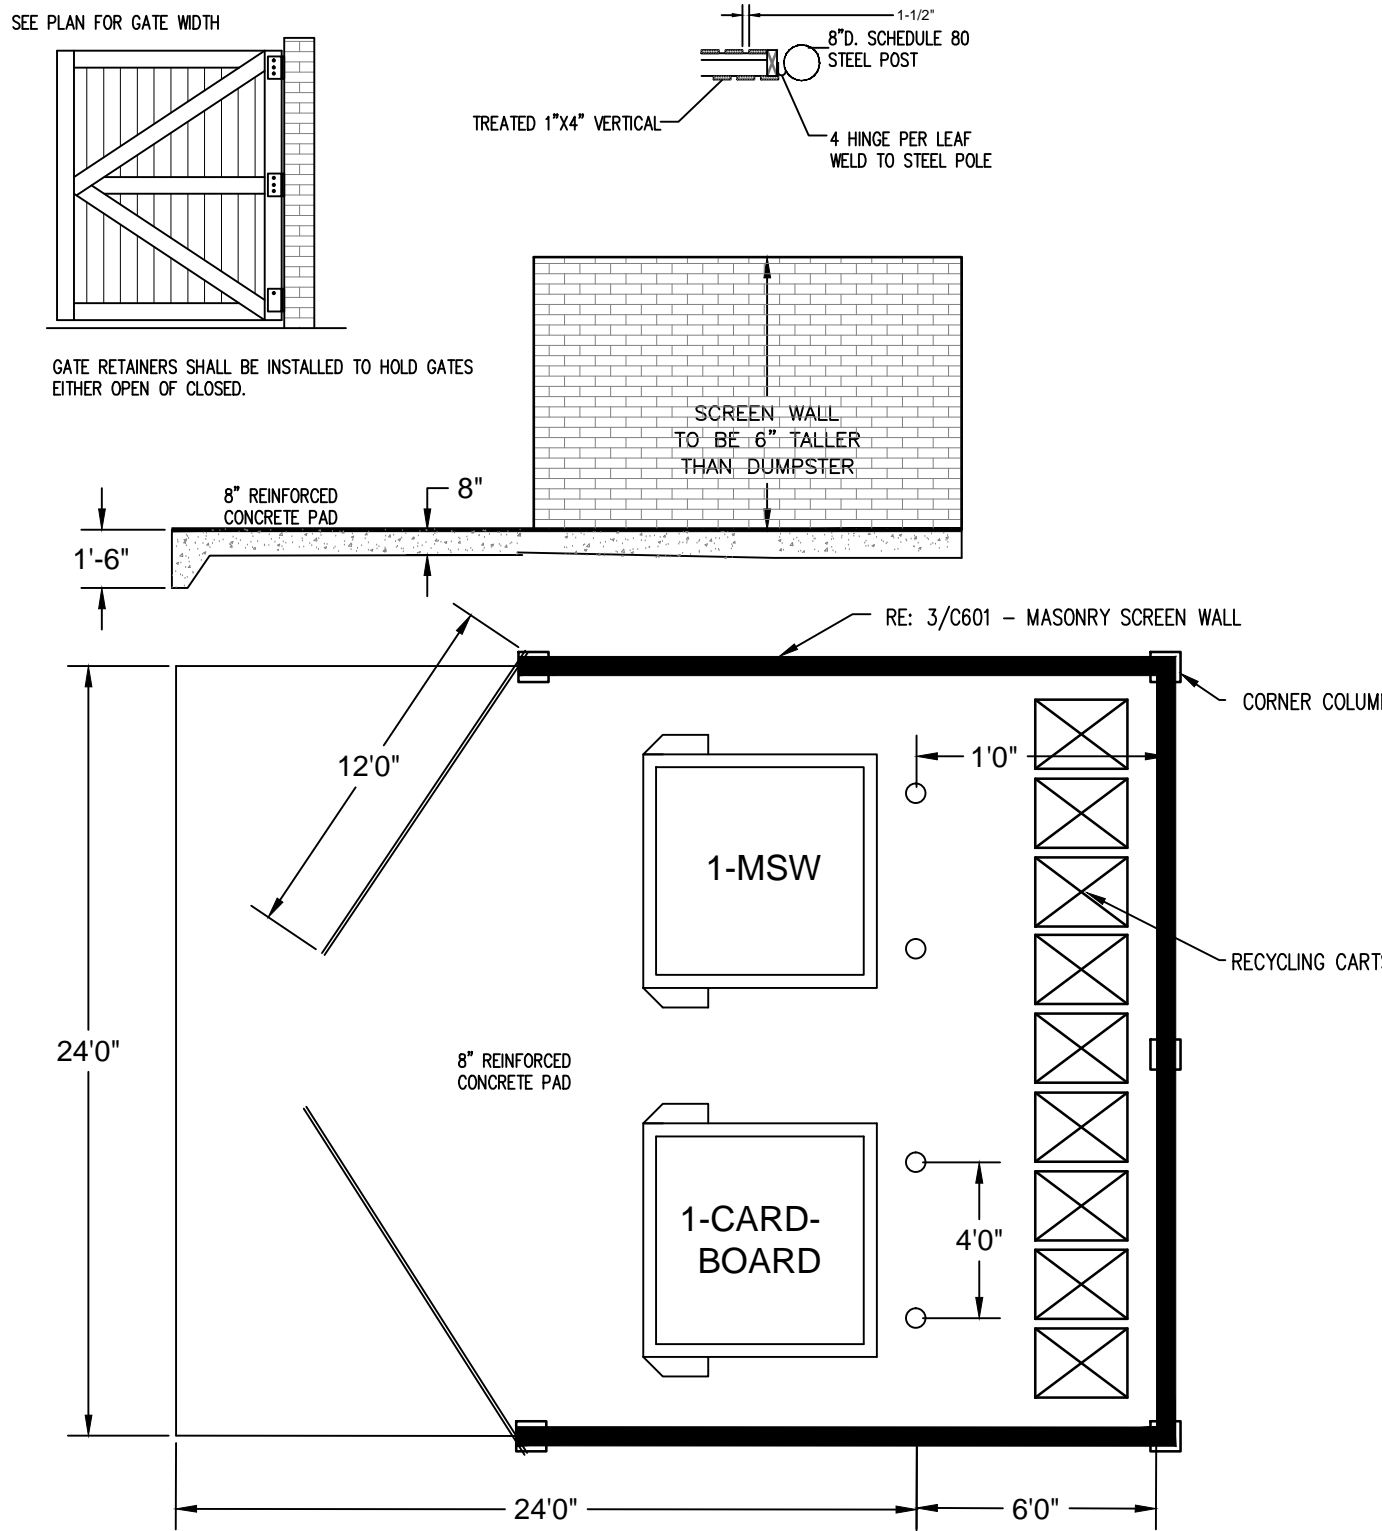 SEE PLAN FOR GATE WIDTH
1-1/2"
8"D. SCHEDULE 80
STEEL POST
TREATED 1"X4" VERTICAL
4 HINGE PER LEAF
WELD TO STEEL POLE
GATE RETAINERS SHALL BE INSTALLED TO HOLD GATES
EITHER OPEN OF CLOSED.
SCREEN WALL
TO BE 6" TALLER
THAN DUMPSTER
8" REINFORCED
CONCRETE PAD
8"
1'-6"
RE: 3/C601 – MASONRY SCREEN WALL
CORNER COLUM
12'0"
1'0"
1-MSW
RECYCLING CARTS
24'0"
8" REINFORCED
CONCRETE PAD
1-CARD-
BOARD
4'0"
24'0"
6'0"